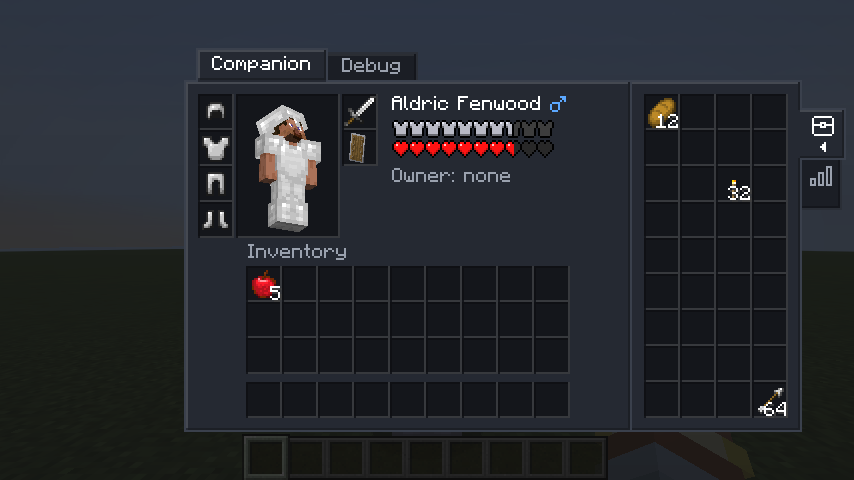 Companion
Debug
Aldric Fenwood ♂
Owner: none
12
32
Inventory
5
64